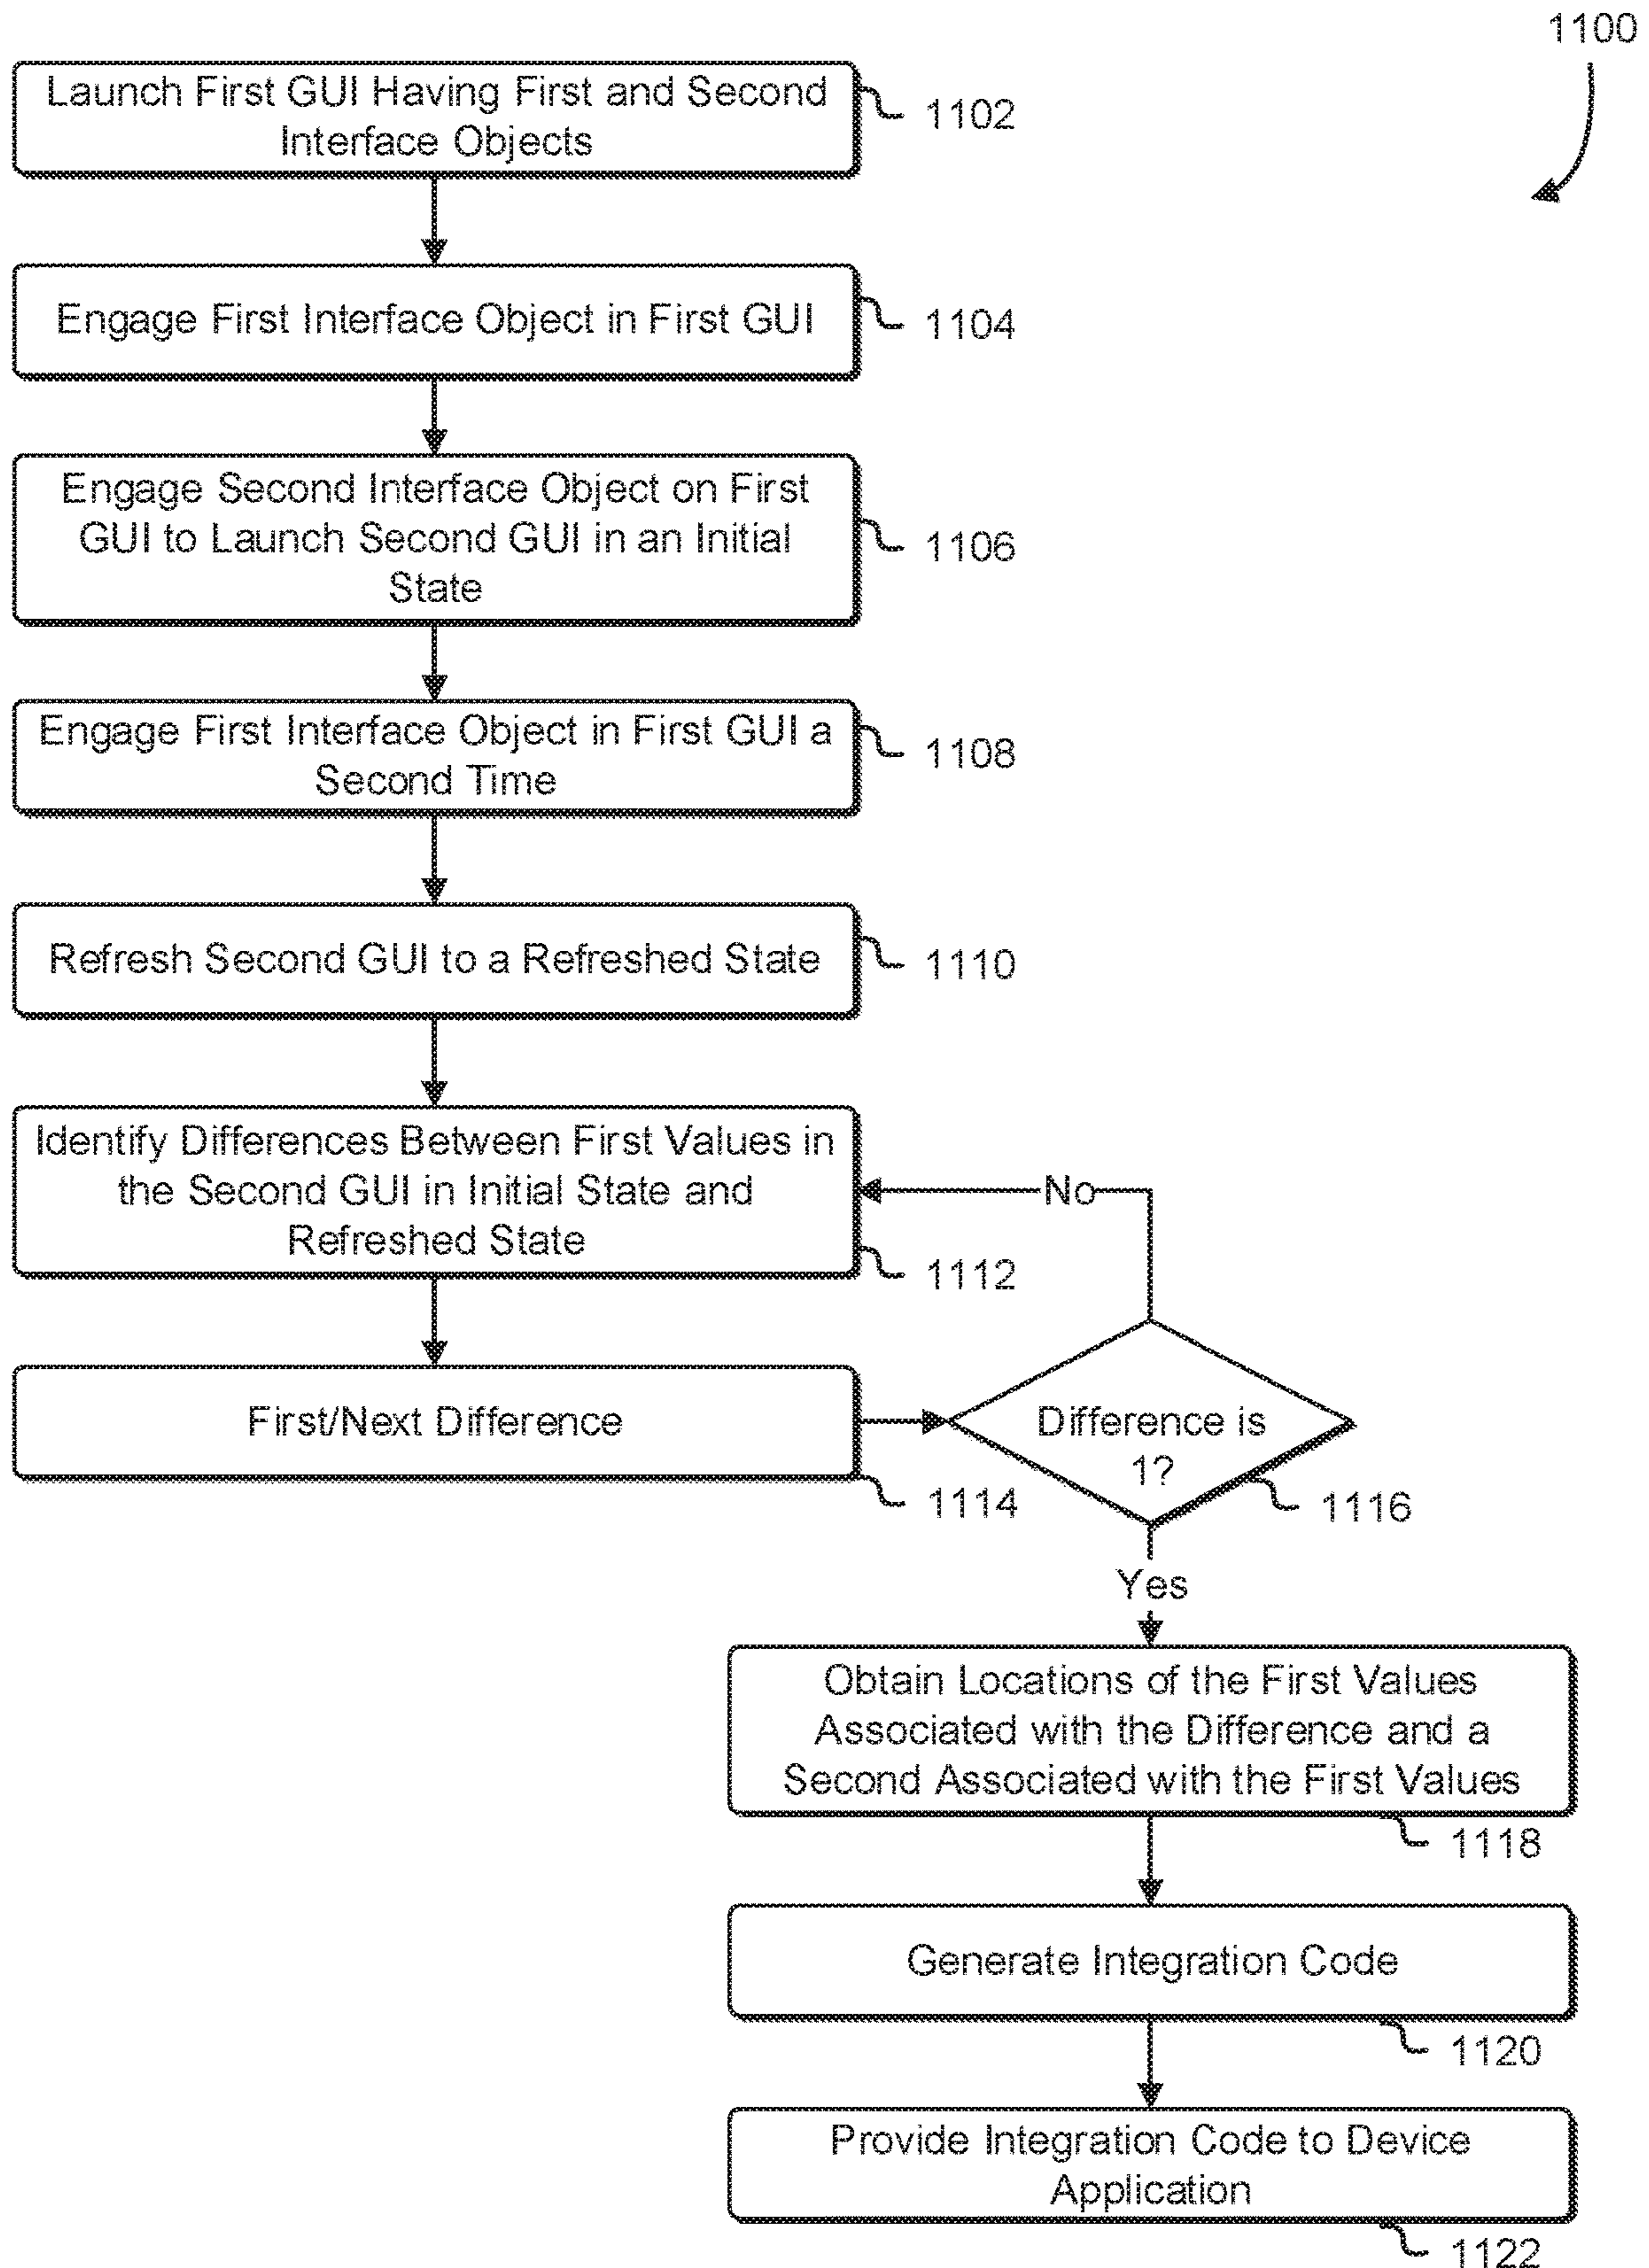 1100
Launch First GUI Having First and Second
Interface Objects
1102
Engage First Interface Object in First GUI
1104
Engage Second Interface Object on First
GUI to Launch Second GUI in an Initial
State
1106
Engage First Interface Object in First GUI a
Second Time
1108
Refresh Second GUI to a Refreshed State
1110
Identify Differences Between First Values in
the Second GUI in Initial State and
Refreshed State
No
1112
First/Next Difference
1114
Difference is
1?
1116
Yes
Obtain Locations of the First Values
Associated with the Difference and a
Second Associated with the First Values
1118
Generate Integration Code
1120
Provide Integration Code to Device
Application
1122